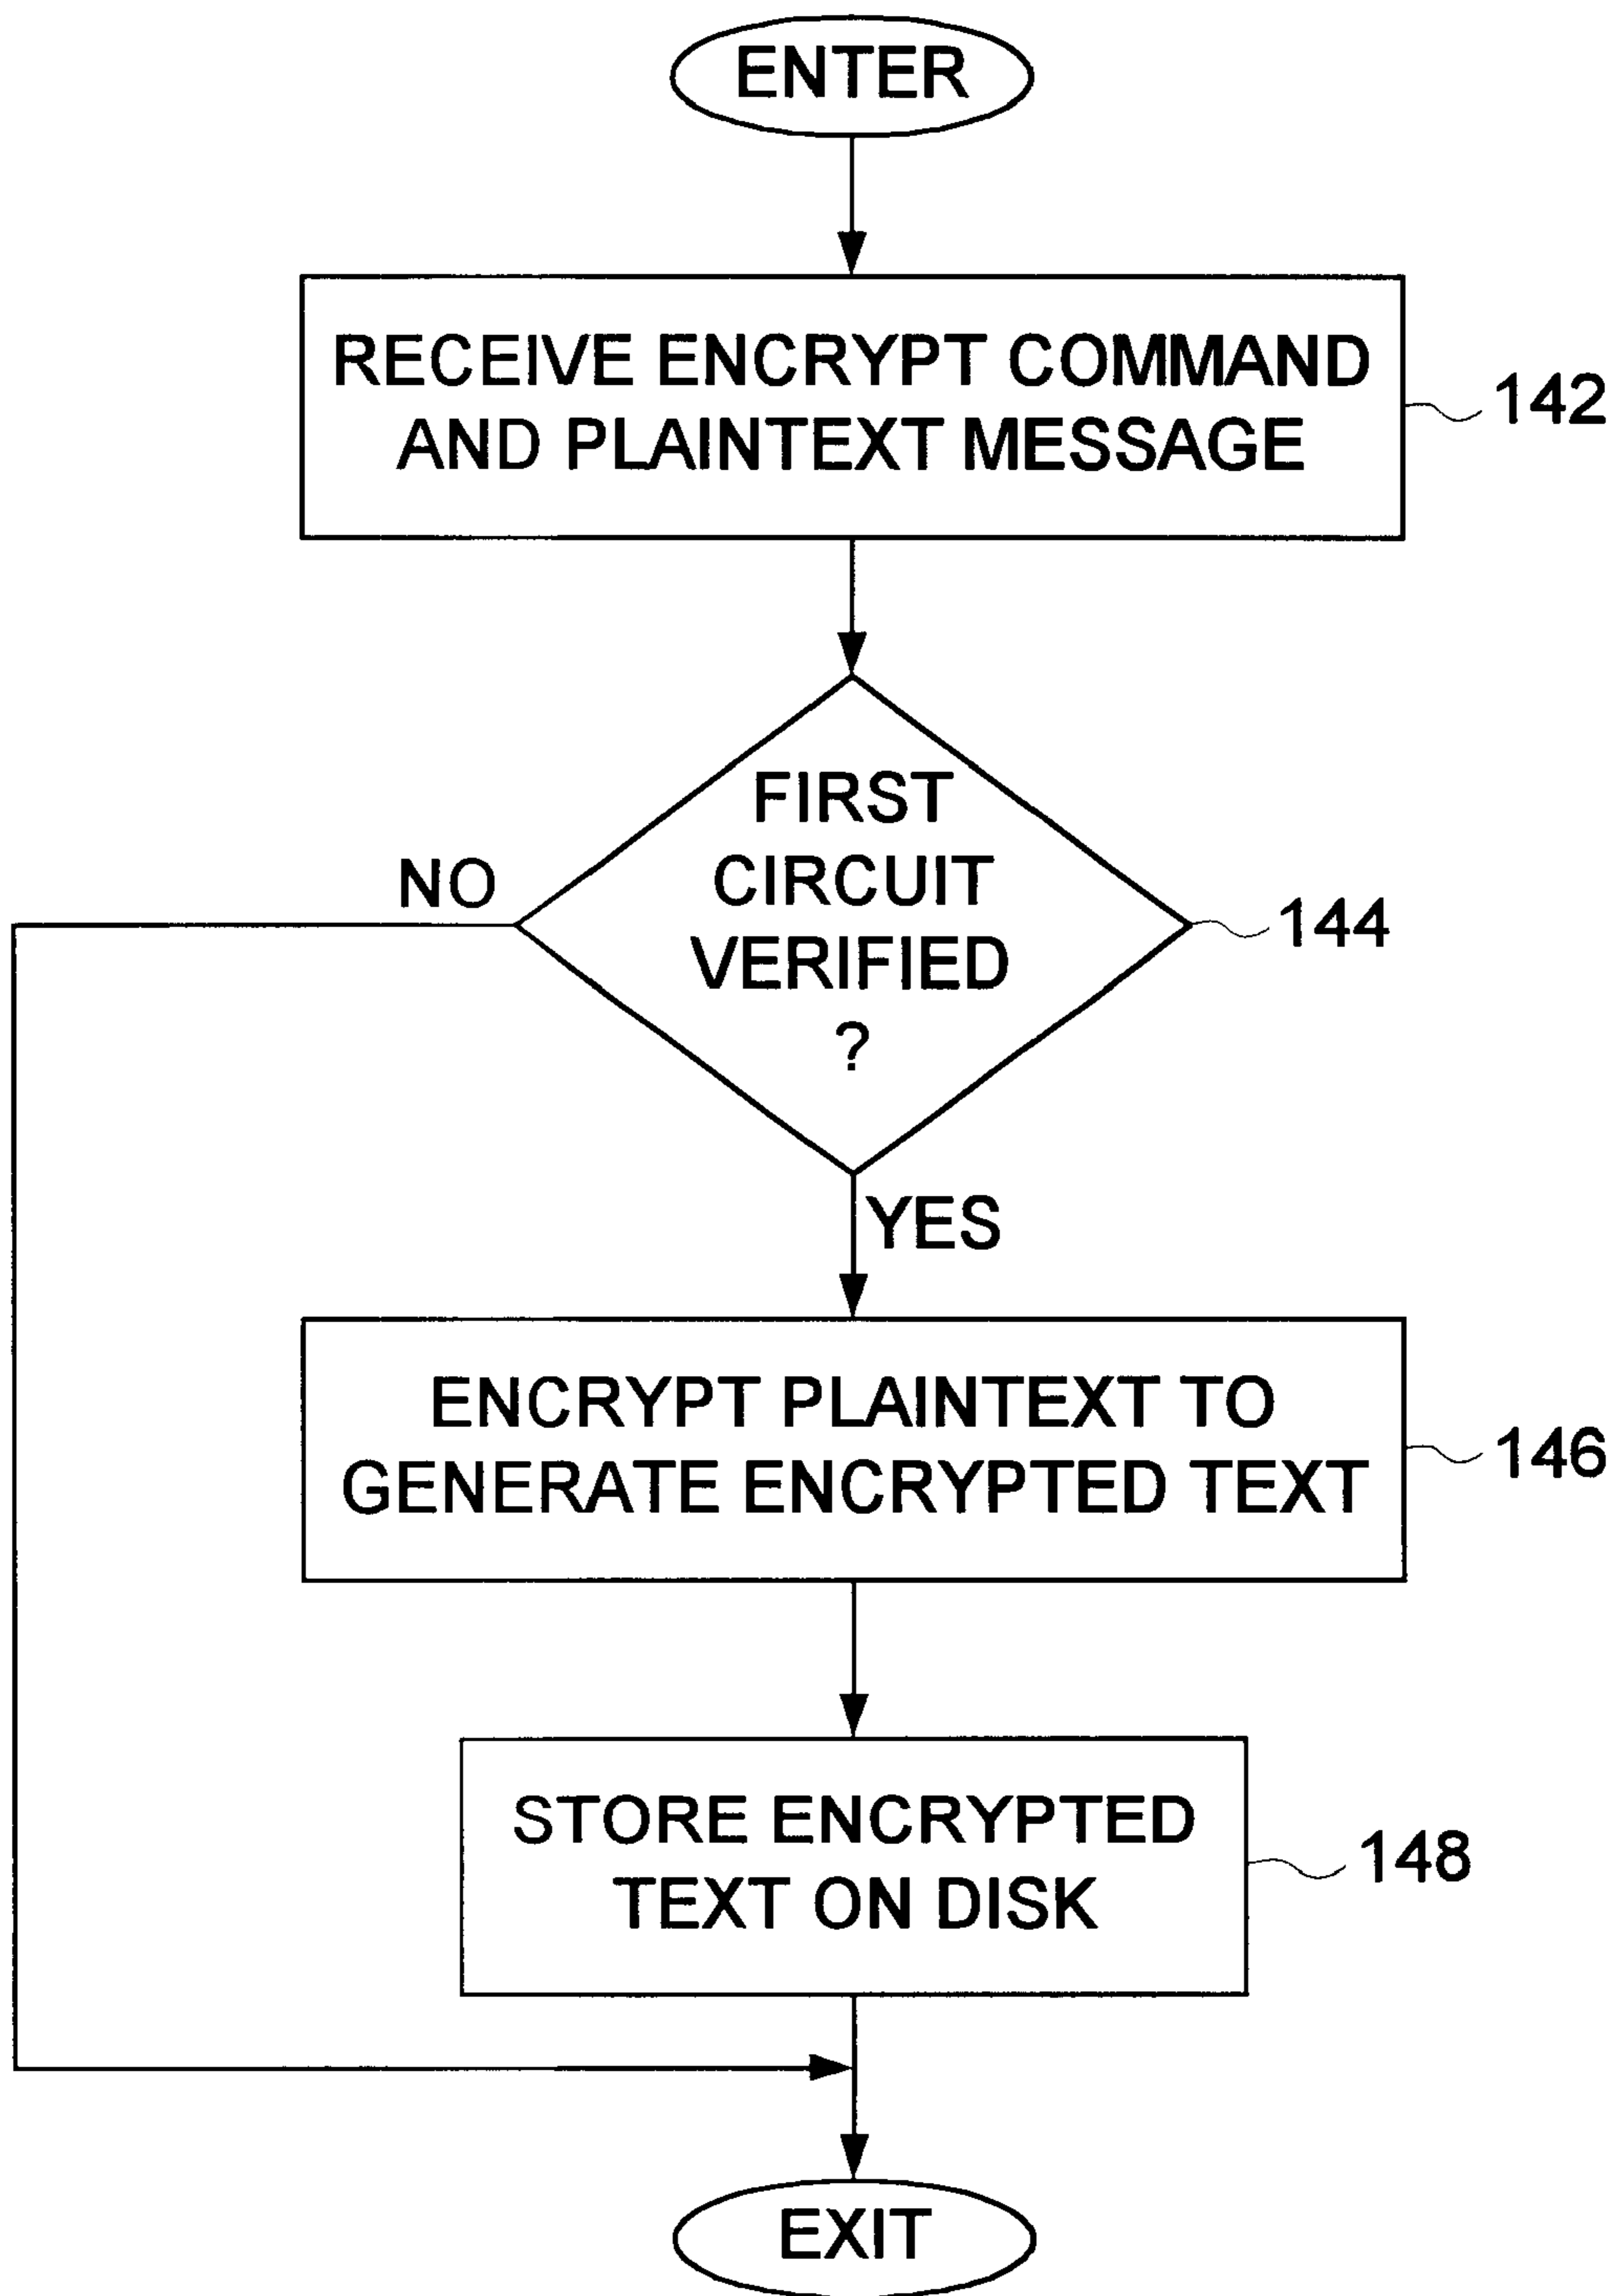 ENTER
RECEIVE ENCRYPT COMMAND
AND PLAINTEXT MESSAGE
142
FIRST
CIRCUIT
VERIFIED
?
144
NO
YES
ENCRYPT PLAINTEXT TO
GENERATE ENCRYPTED TEXT
146
STORE ENCRYPTED
TEXT ON DISK
148
EXIT